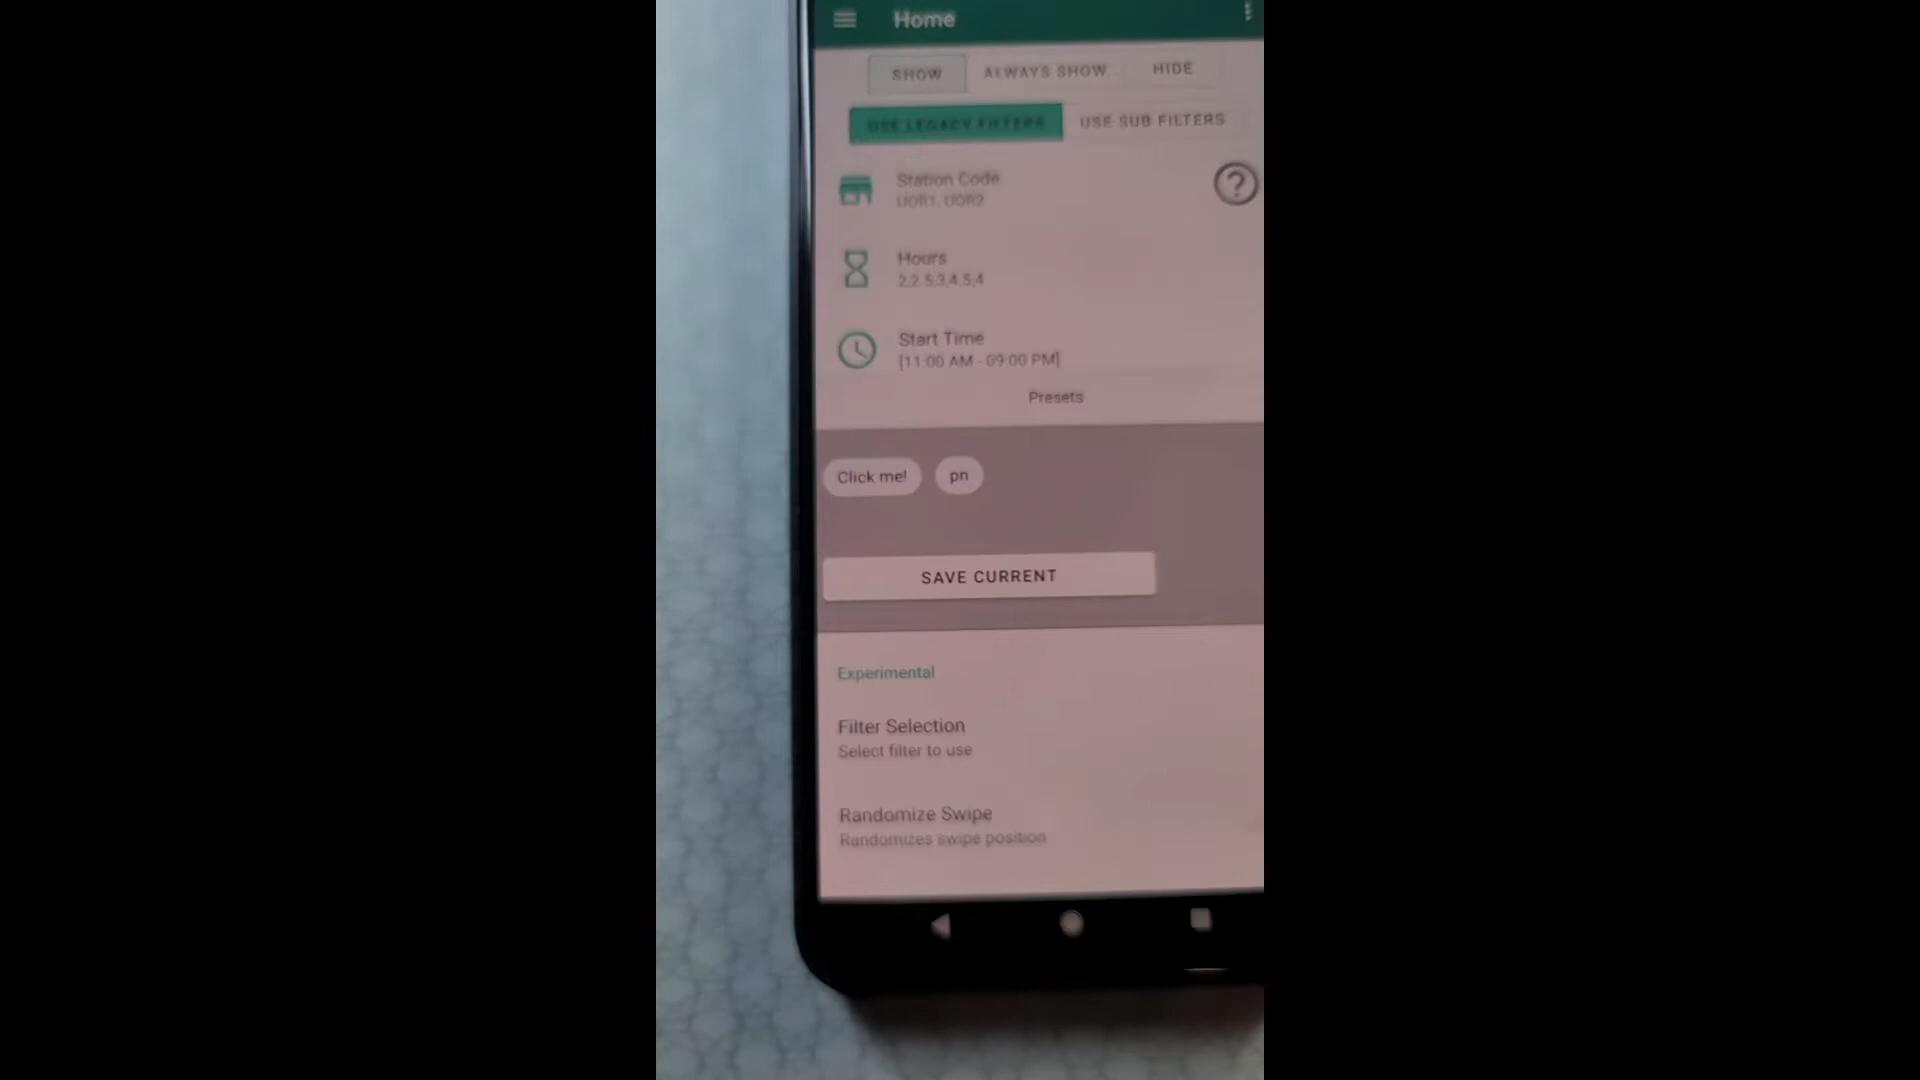 Home
SHOW ALWAYS SHOW HIDE
USE LEGACY FILTERS USE SUB FILTERS
Station Code
UOR1, UOR2
?
Hours
2,2.5,3,4.5,4
Start Time
[11:00 AM - 09:00 PM]
Presets
Click me! pn
SAVE CURRENT
Experimental
Filter Selection
Select filter to use
Randomize Swipe
Randomizes swipe position